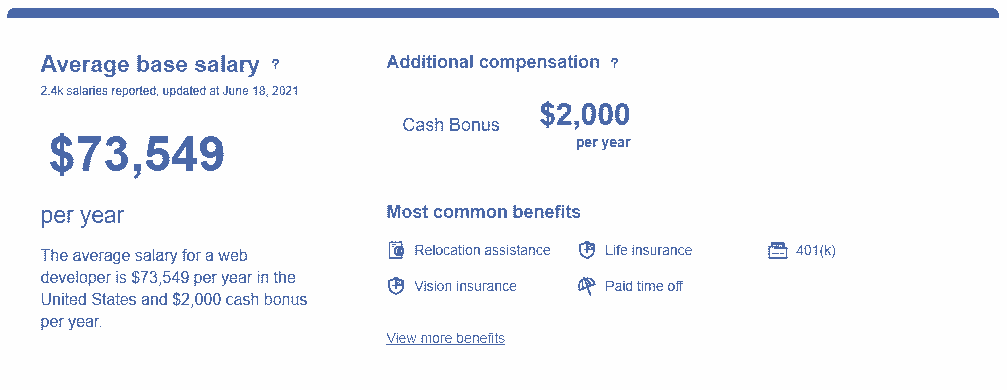 Average base salary ?
2.4k salaries reported, updated at June 18, 2021
$73,549
per year
The average salary for a web
developer is $73,549 per year in the
United States and $2,000 cash bonus
per year.
Additional compensation ?
Cash Bonus
$2,000
per year
Most common benefits
Relocation assistance
Life insurance
401(k)
Vision insurance
Paid time off
View more benefits